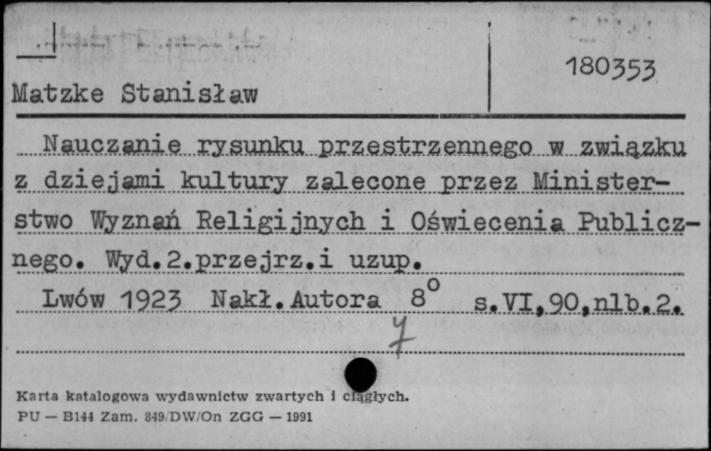 180353
Matzke Stanisław
Nauczanie rysunku przestrzennego w związku
z dziejami kultury zalecone przez Minister-
stwo Wyznań Religijnych i Oświecenia Publicz-
nego. Wyd.2.przejrz.i uzup.
Lwów 1923 Nakł.Autora 8° s.VI,90,nlb.2.
7
Karta katalogowa wydawnictw zwartych i ciągłych.
PU — B144 Zam. 849/DW/On ZGG — 1991